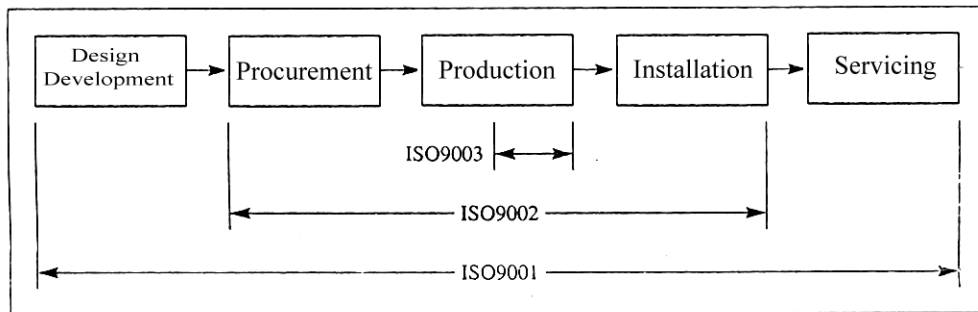 Design
Development
Procurement
Production
Installation
Servicing
ISO9003
ISO9002
ISO9001